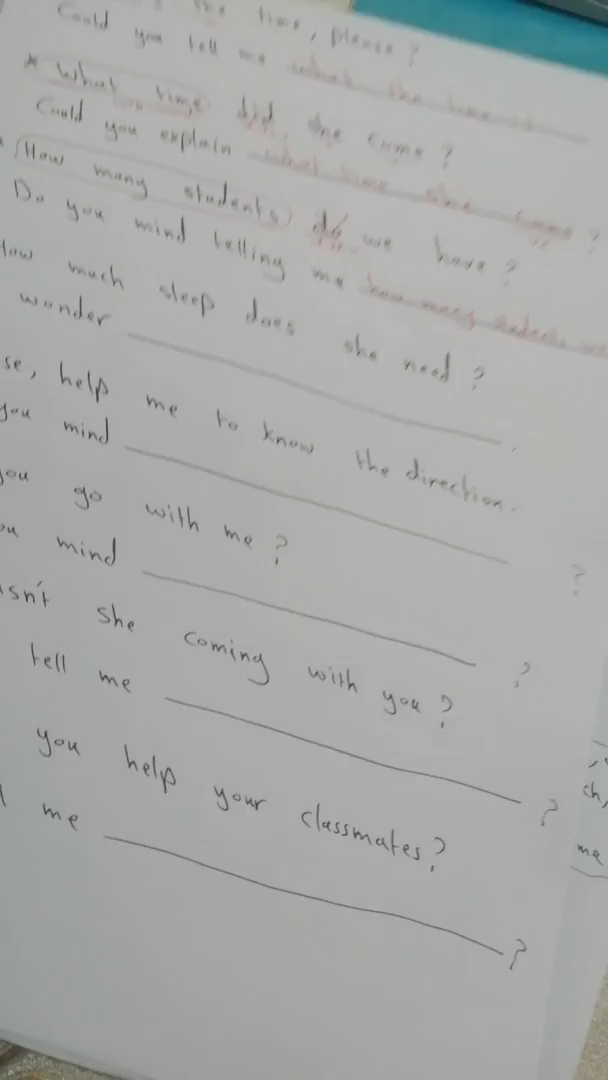 the time, please?
Could you tell me what the time is
* What time did she come?
Could you explain what time she came?
How many students do we have?
Do you mind telling me how many students we
How much sleep does she need?
wonder
se, help me to know the direction.
you mind ?
you go with me?
ou mind ?
sn't she coming with you?
tell me ?
you help your classmates?
me ?
ch,
me